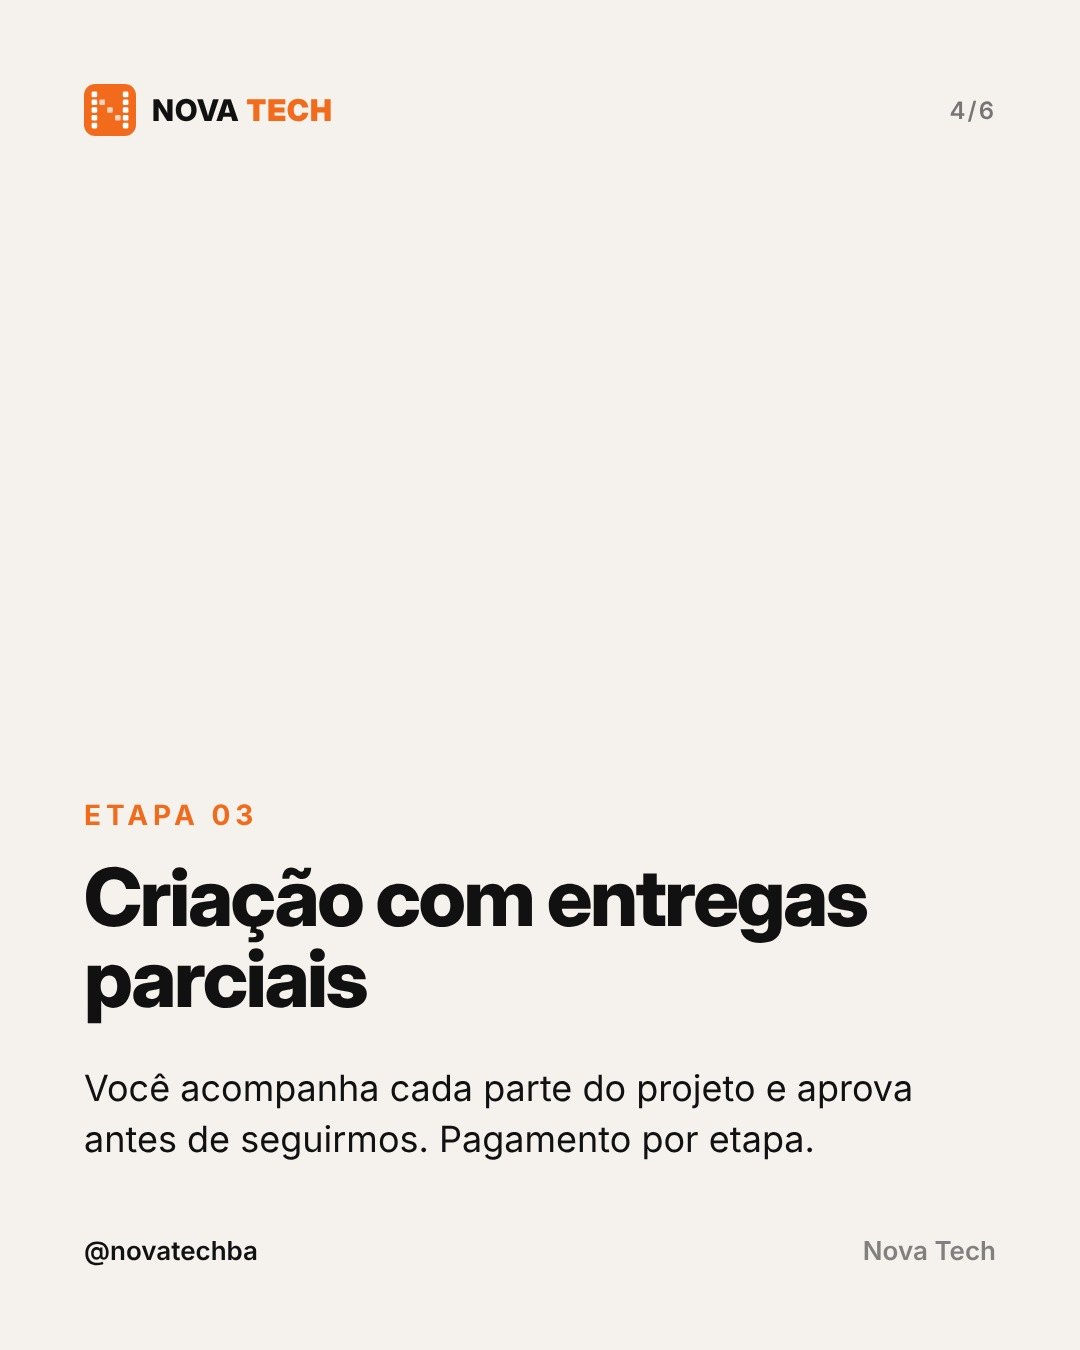 NOVA TECH
4/6
ETAPA 03
Criação com entregas
parciais
Você acompanha cada parte do projeto e aprova
antes de seguirmos. Pagamento por etapa.
@novatechba
Nova Tech